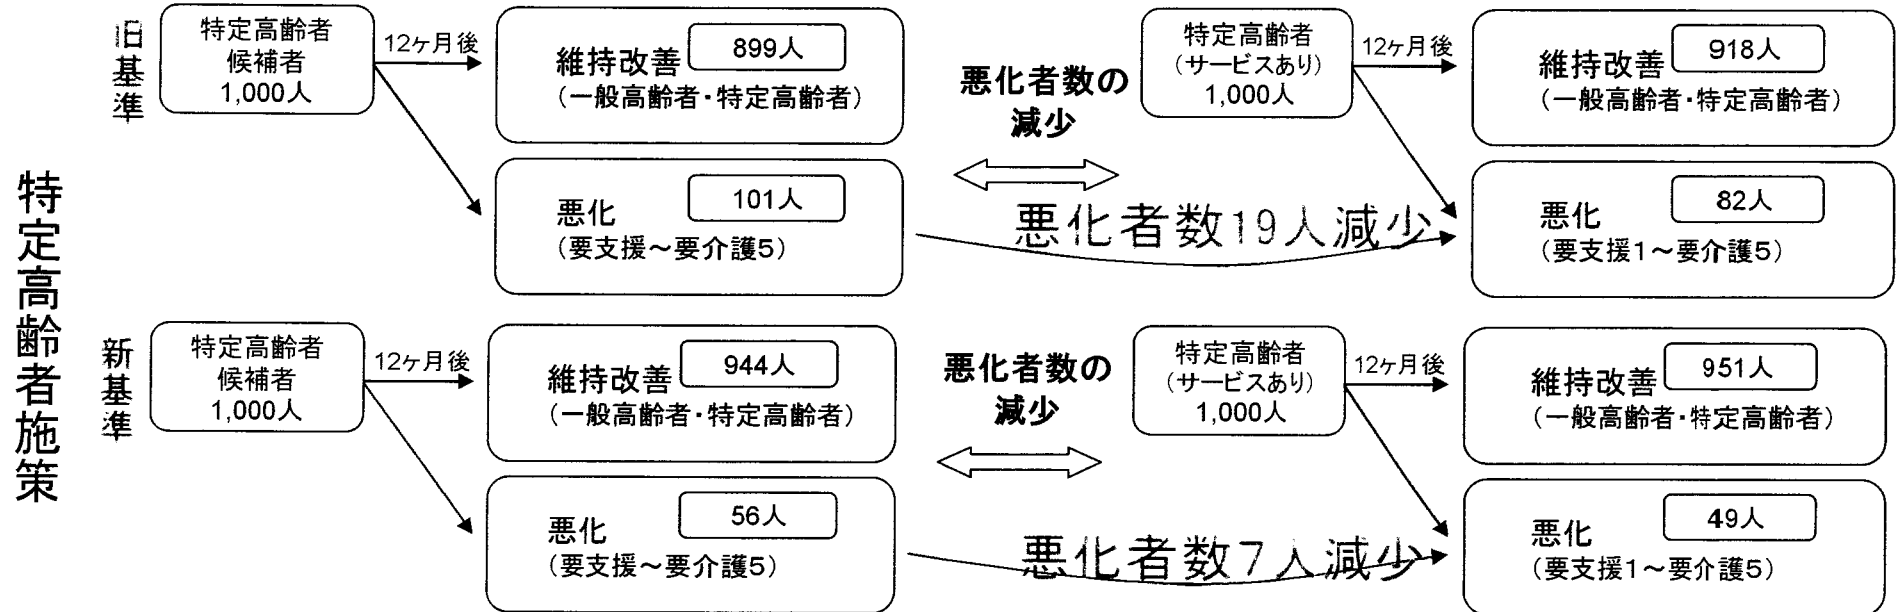 特定高齢者施策
旧基準
特定高齢者
候補者
1,000人
12ヶ月後
維持改善 899人
（一般高齢者・特定高齢者）
悪化 101人
（要支援～要介護5）
悪化者数の
減少
悪化者数19人減少
特定高齢者
（サービスあり）
1,000人
12ヶ月後
維持改善 918人
（一般高齢者・特定高齢者）
悪化 82人
（要支援1～要介護5）
新基準
特定高齢者
候補者
1,000人
12ヶ月後
維持改善 944人
（一般高齢者・特定高齢者）
悪化 56人
（要支援～要介護5）
悪化者数の
減少
悪化者数7人減少
特定高齢者
（サービスあり）
1,000人
12ヶ月後
維持改善 951人
（一般高齢者・特定高齢者）
悪化 49人
（要支援1～要介護5）